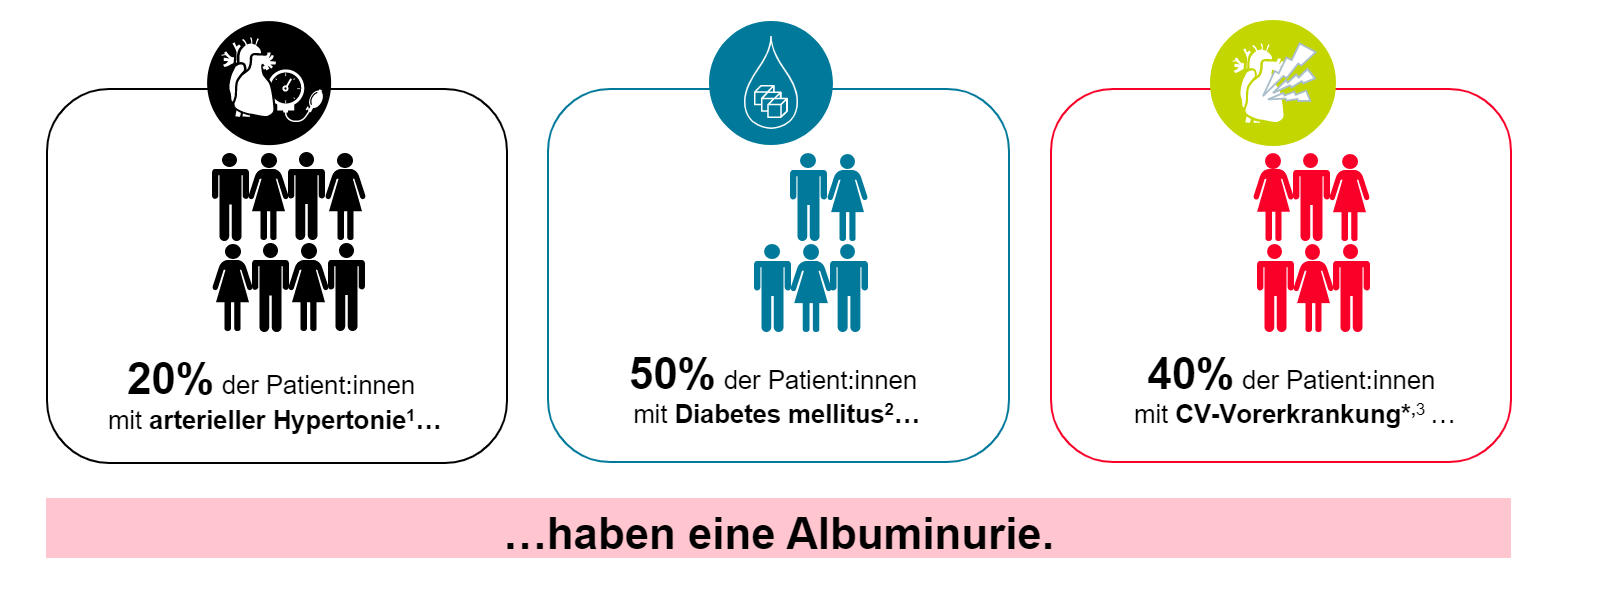 20% der Patient:innen
mit arterieller Hypertonie¹…
50% der Patient:innen
mit Diabetes mellitus²…
40% der Patient:innen
mit CV-Vorerkrankung*,³ …
…haben eine Albuminurie.